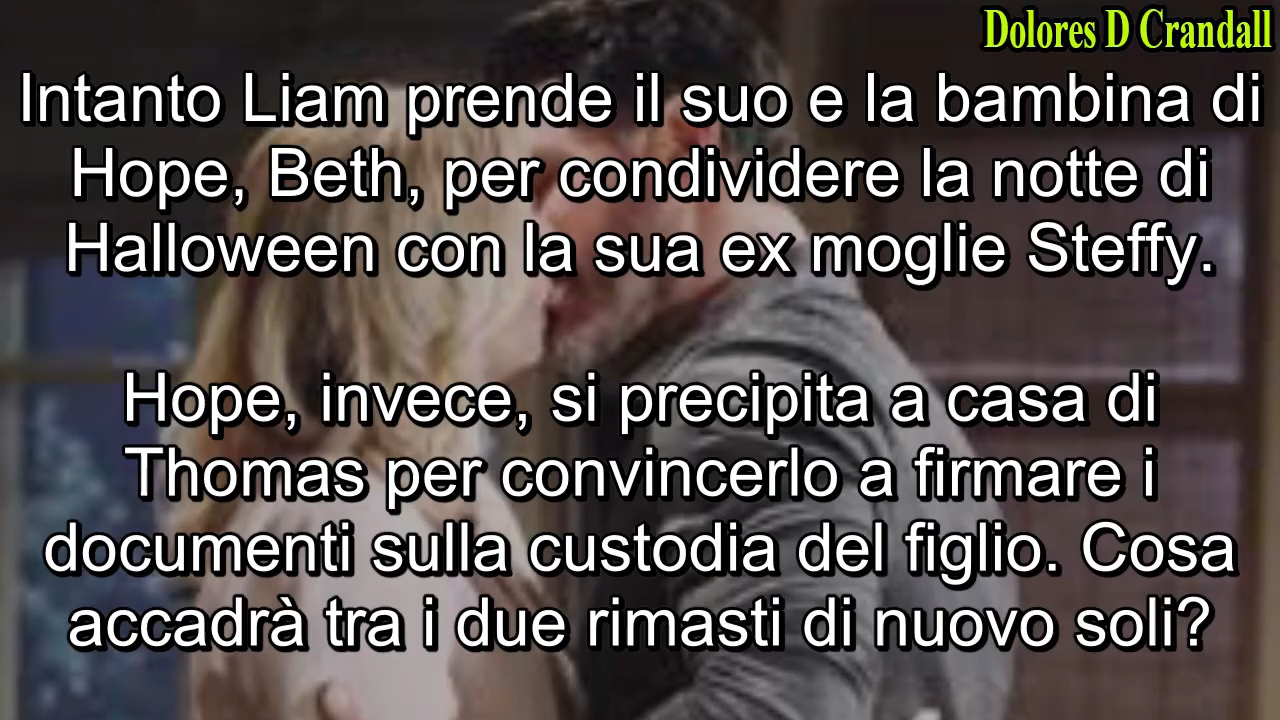 Dolores D Crandall
Intanto Liam prende il suo e la bambina di
Hope, Beth, per condividere la notte di
Halloween con la sua ex moglie Steffy.
Hope, invece, si precipita a casa di
Thomas per convincerlo a firmare i
documenti sulla custodia del figlio. Cosa
accadrà tra i due rimasti di nuovo soli?